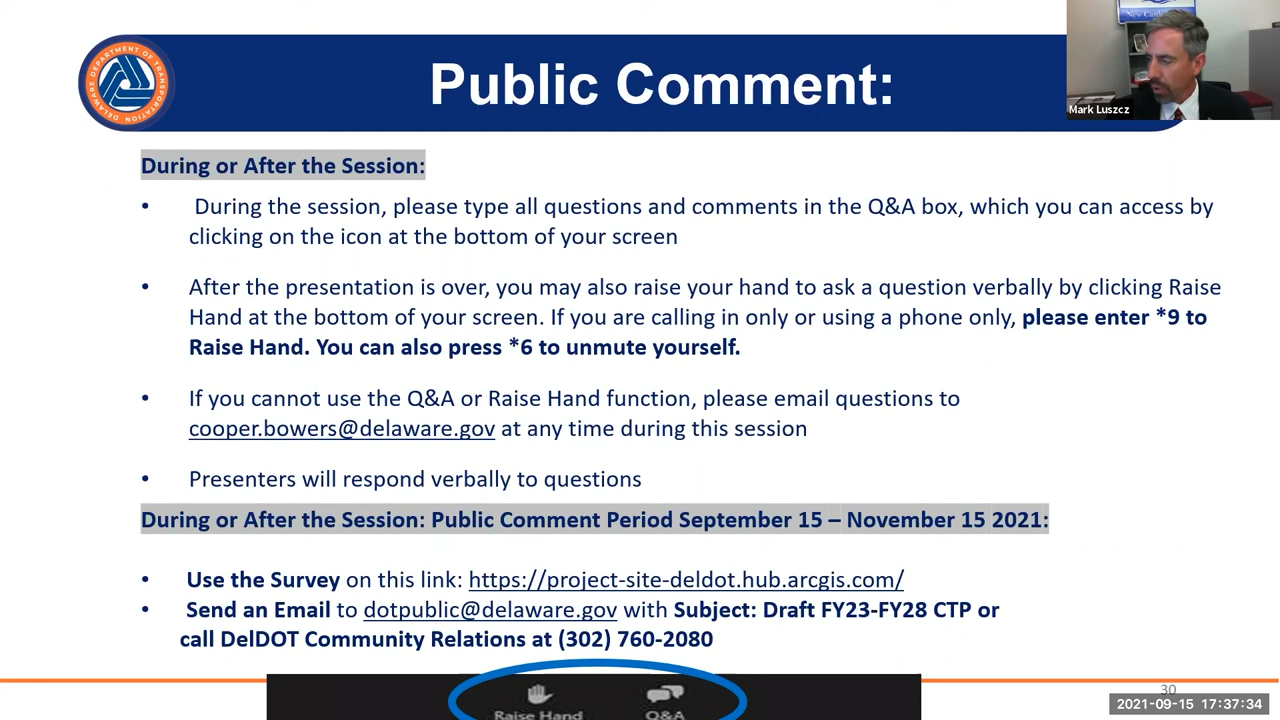 New Castle
DELAWARE DEPARTMENT OF TRANSPORTATION
Public Comment:
Mark Luszcz
During or After the Session:
• During the session, please type all questions and comments in the Q&A box, which you can access by
clicking on the icon at the bottom of your screen
• After the presentation is over, you may also raise your hand to ask a question verbally by clicking Raise
Hand at the bottom of your screen. If you are calling in only or using a phone only, please enter *9 to
Raise Hand. You can also press *6 to unmute yourself.
• If you cannot use the Q&A or Raise Hand function, please email questions to
cooper.bowers@delaware.gov at any time during this session
• Presenters will respond verbally to questions
During or After the Session: Public Comment Period September 15 – November 15 2021:
• Use the Survey on this link: https://project-site-deldot.hub.arcgis.com/
• Send an Email to dotpublic@delaware.gov with Subject: Draft FY23-FY28 CTP or
call DelDOT Community Relations at (302) 760-2080
30
2021-09-15 17:37:34
Raise Hand Q&A